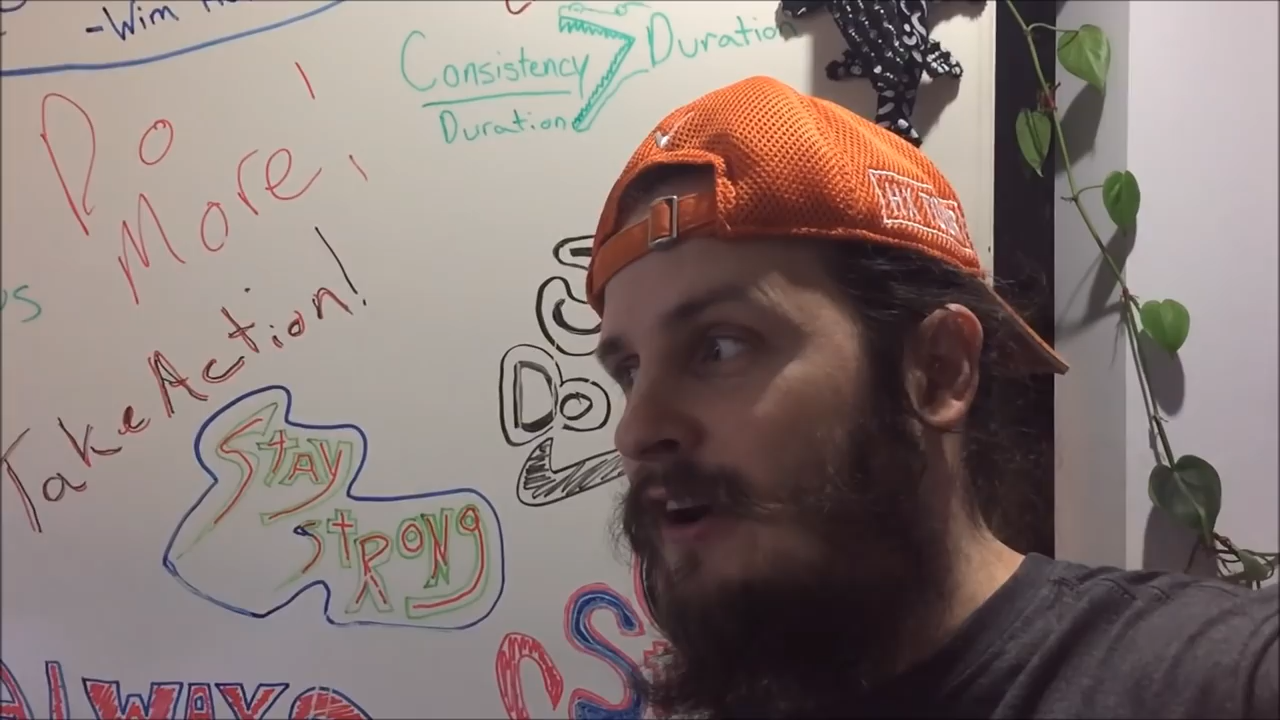 -Wim
Consistency
Duration
Duration
Do
More!
Take Action!
Stay
Strong
Do
Always